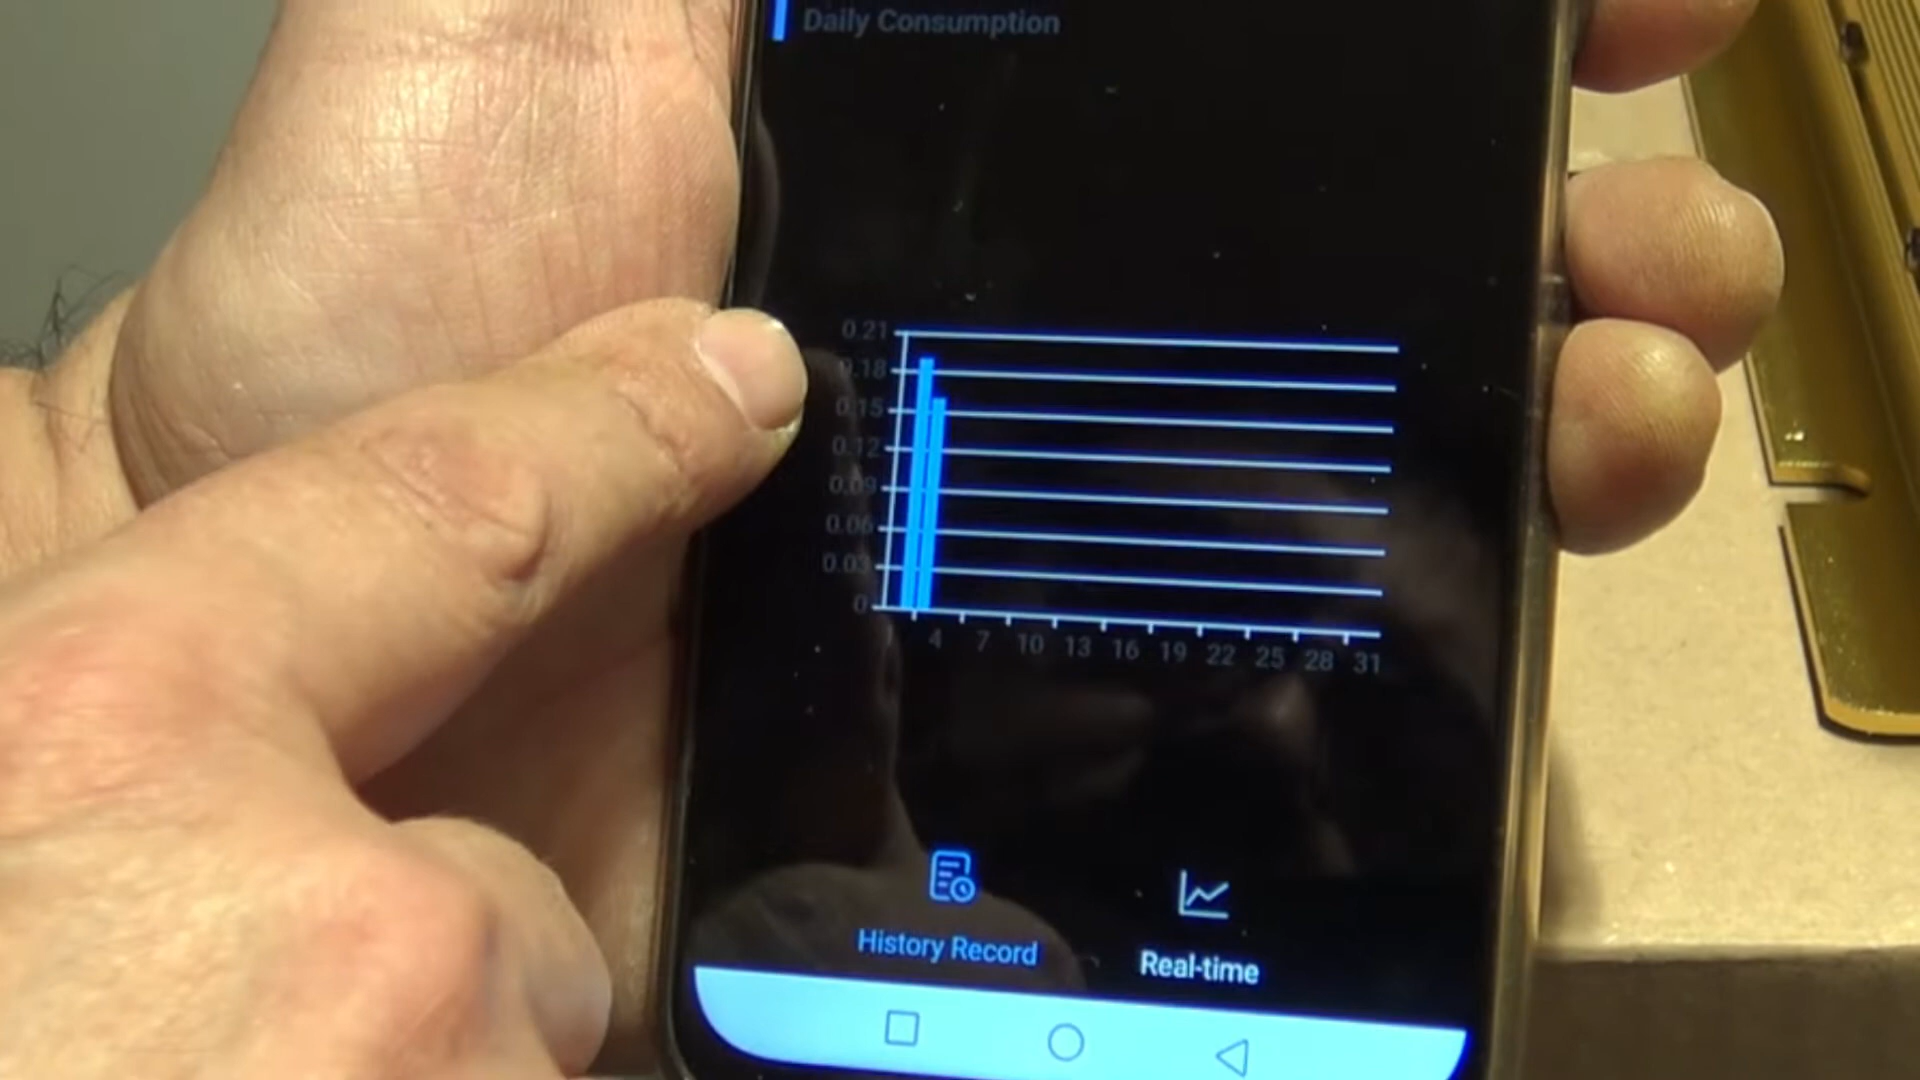 Daily Consumption
0.21
0.18
0.15
0.12
0.09
0.06
0.03
0
1 4 7 10 13 16 19 22 25 28 31
History Record
Real-time